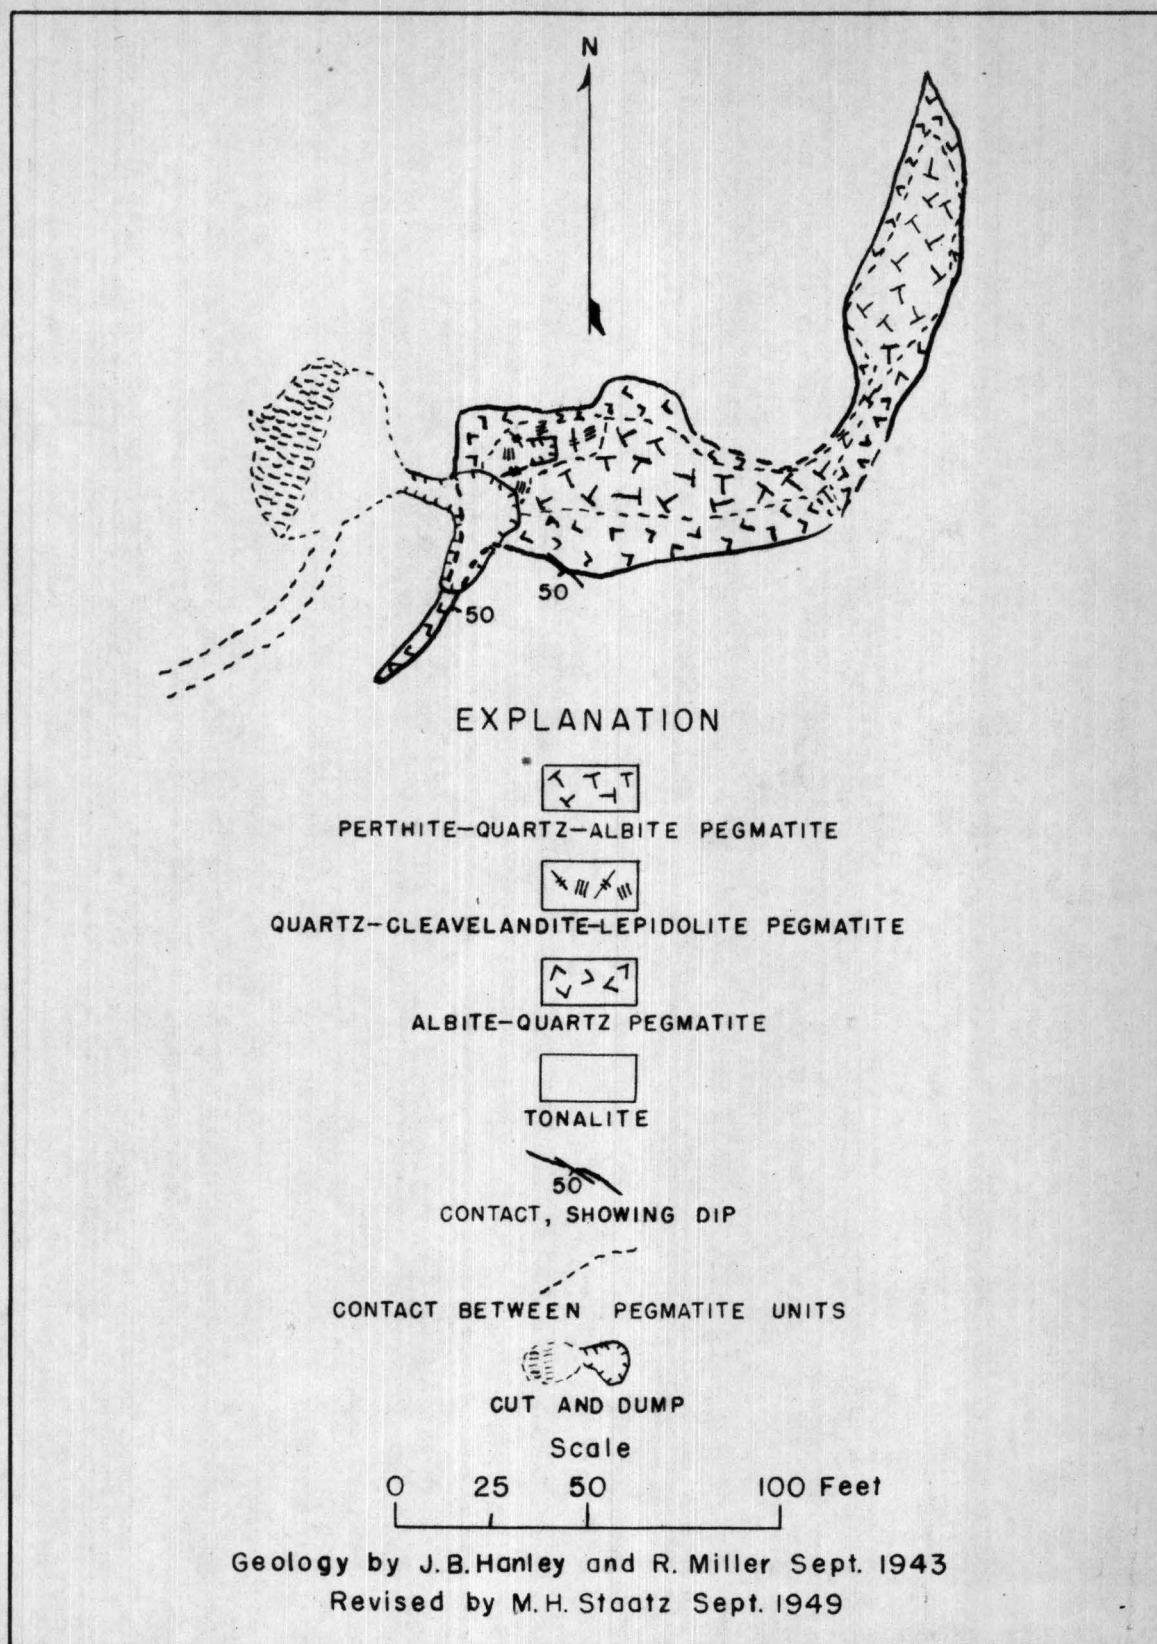 N
50
50
EXPLANATION
PERTHITE-QUARTZ-ALBITE PEGMATITE
QUARTZ-CLEAVELANDITE-LEPIDOLITE PEGMATITE
ALBITE-QUARTZ PEGMATITE
TONALITE
50
CONTACT, SHOWING DIP
CONTACT BETWEEN PEGMATITE UNITS
CUT AND DUMP
Scale
0 25 50 100 Feet
Geology by J.B.Hanley and R. Miller Sept. 1943
Revised by M.H. Staatz Sept. 1949